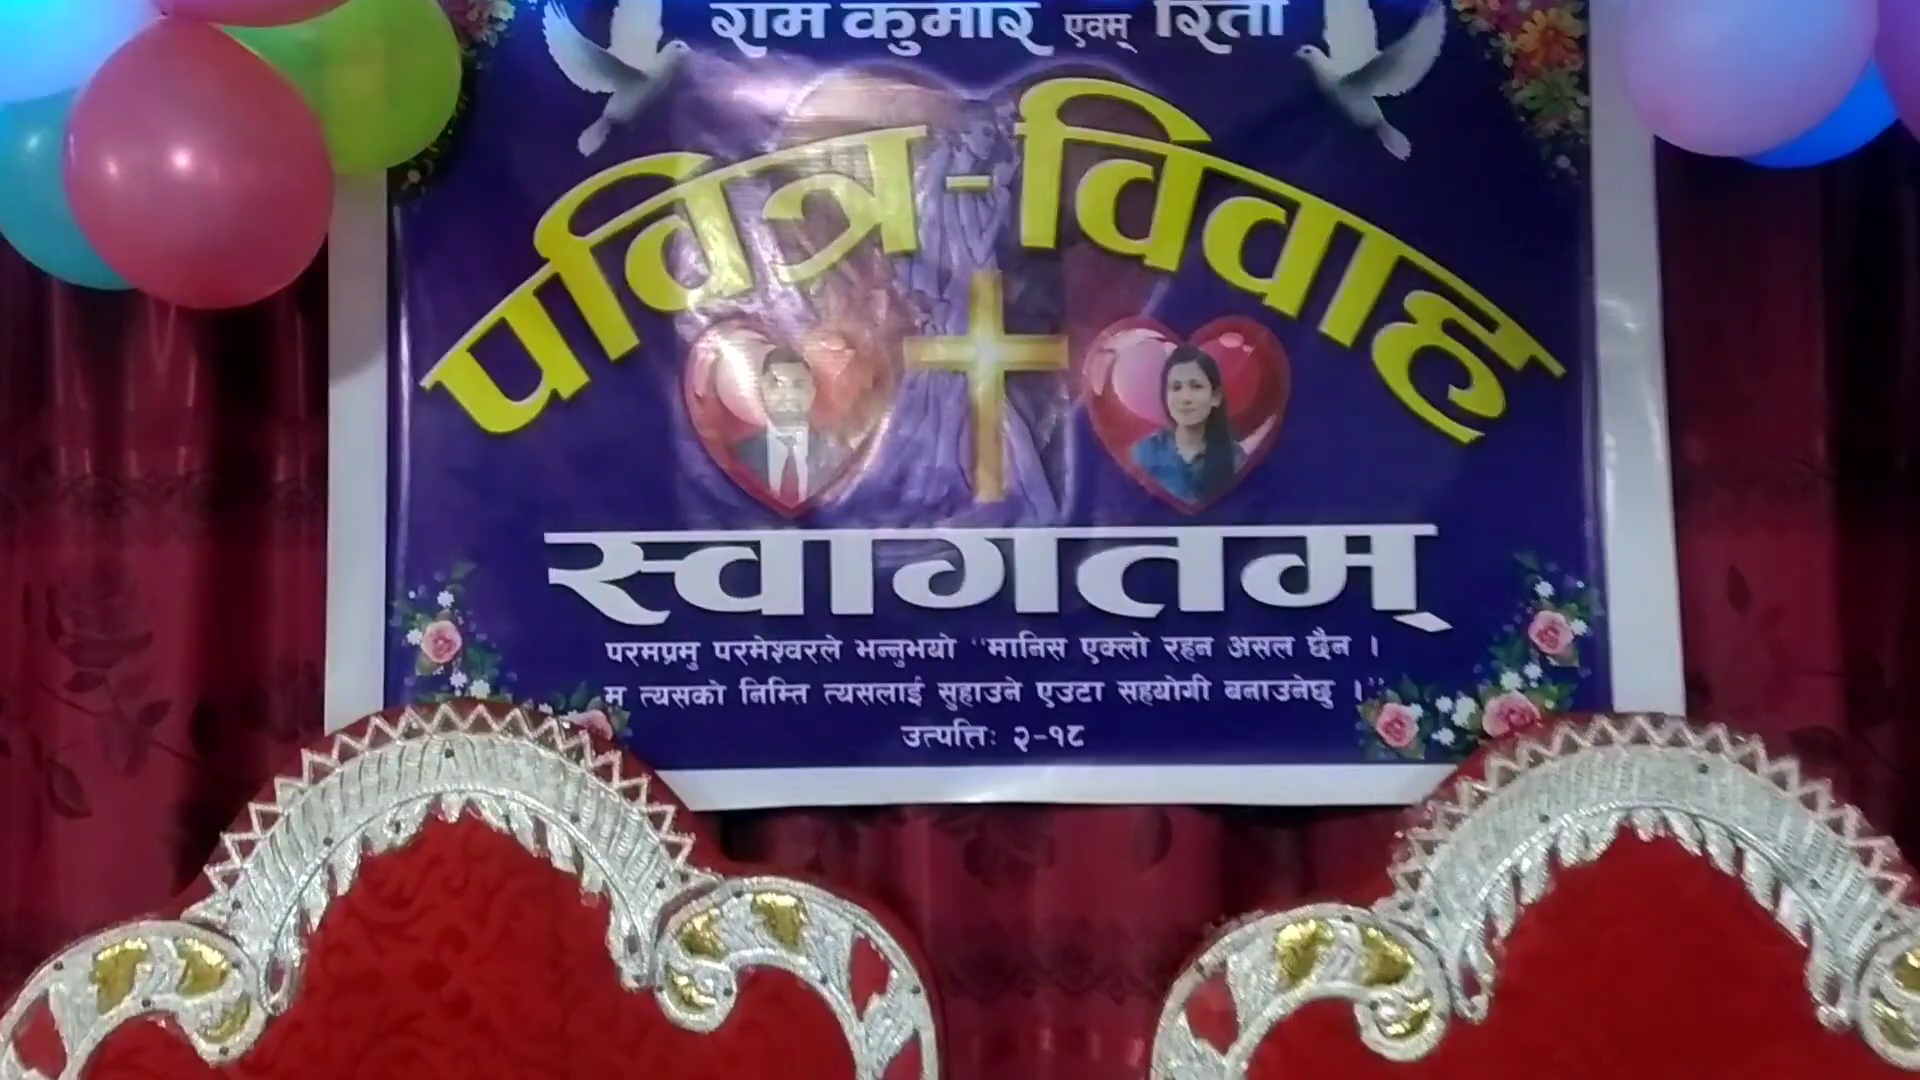 राम कुमार एवम् रिता
पवित्र-विवाह
स्वागतम्
परमप्रभु परमेश्वरले भन्नुभयो "मानिस एक्लो रहन असल छैन ।
म त्यसको निम्ति त्यसलाई सुहाउने एउटा सहयोगी बनाउनेछु ।"
उत्पत्तिः २-१८